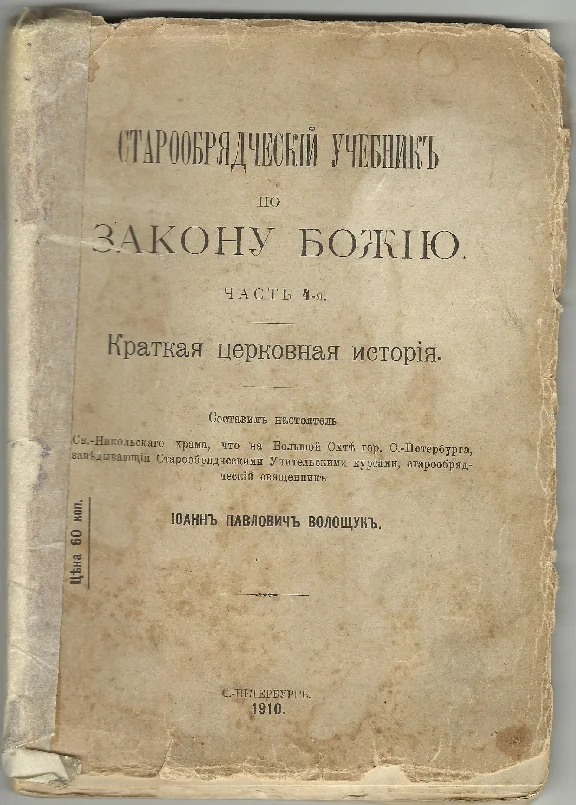 СТАРООБРЯДЧЕСКІЙ УЧЕБНИКЪ
ПО
ЗАКОНУ БОЖІЮ.
ЧАСТЬ 4-я.
Краткая церковная исторія.
Составилъ настоятель
Св.-Никольскаго храма, что на Большой Охтѣ гор. С.-Петербурга,
завѣдывающій Старообрядческими Учительскими курсами, старообряд-
ческій священникъ
ІОАННЪ ПАВЛОВИЧЪ ВОЛОЩУКЪ.
Цѣна 60 коп.
С.-ПЕТЕРБУРГЪ.
1910.